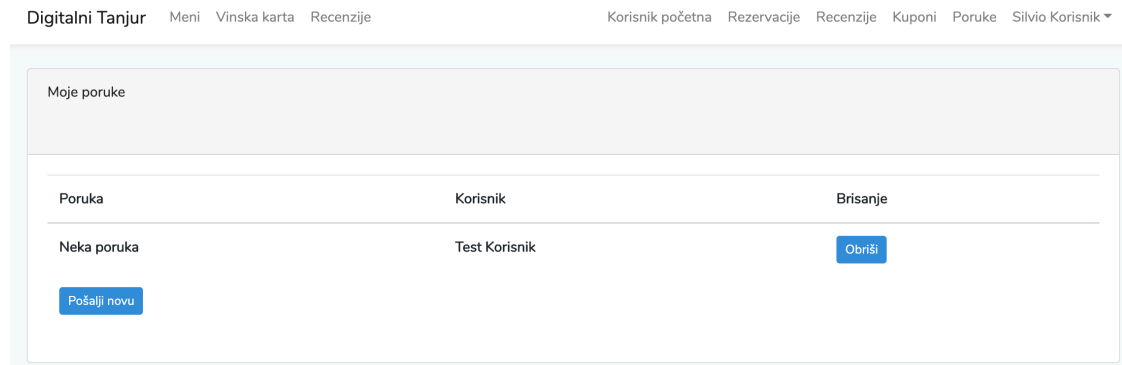 Digitalni Tanjur Meni Vinska karta Recenzije Korisnik početna Rezervacije Recenzije Kuponi Poruke Silvio Korisnik
Moje poruke
Poruka Korisnik Brisanje
Neka poruka Test Korisnik Obriši
Pošalji novu